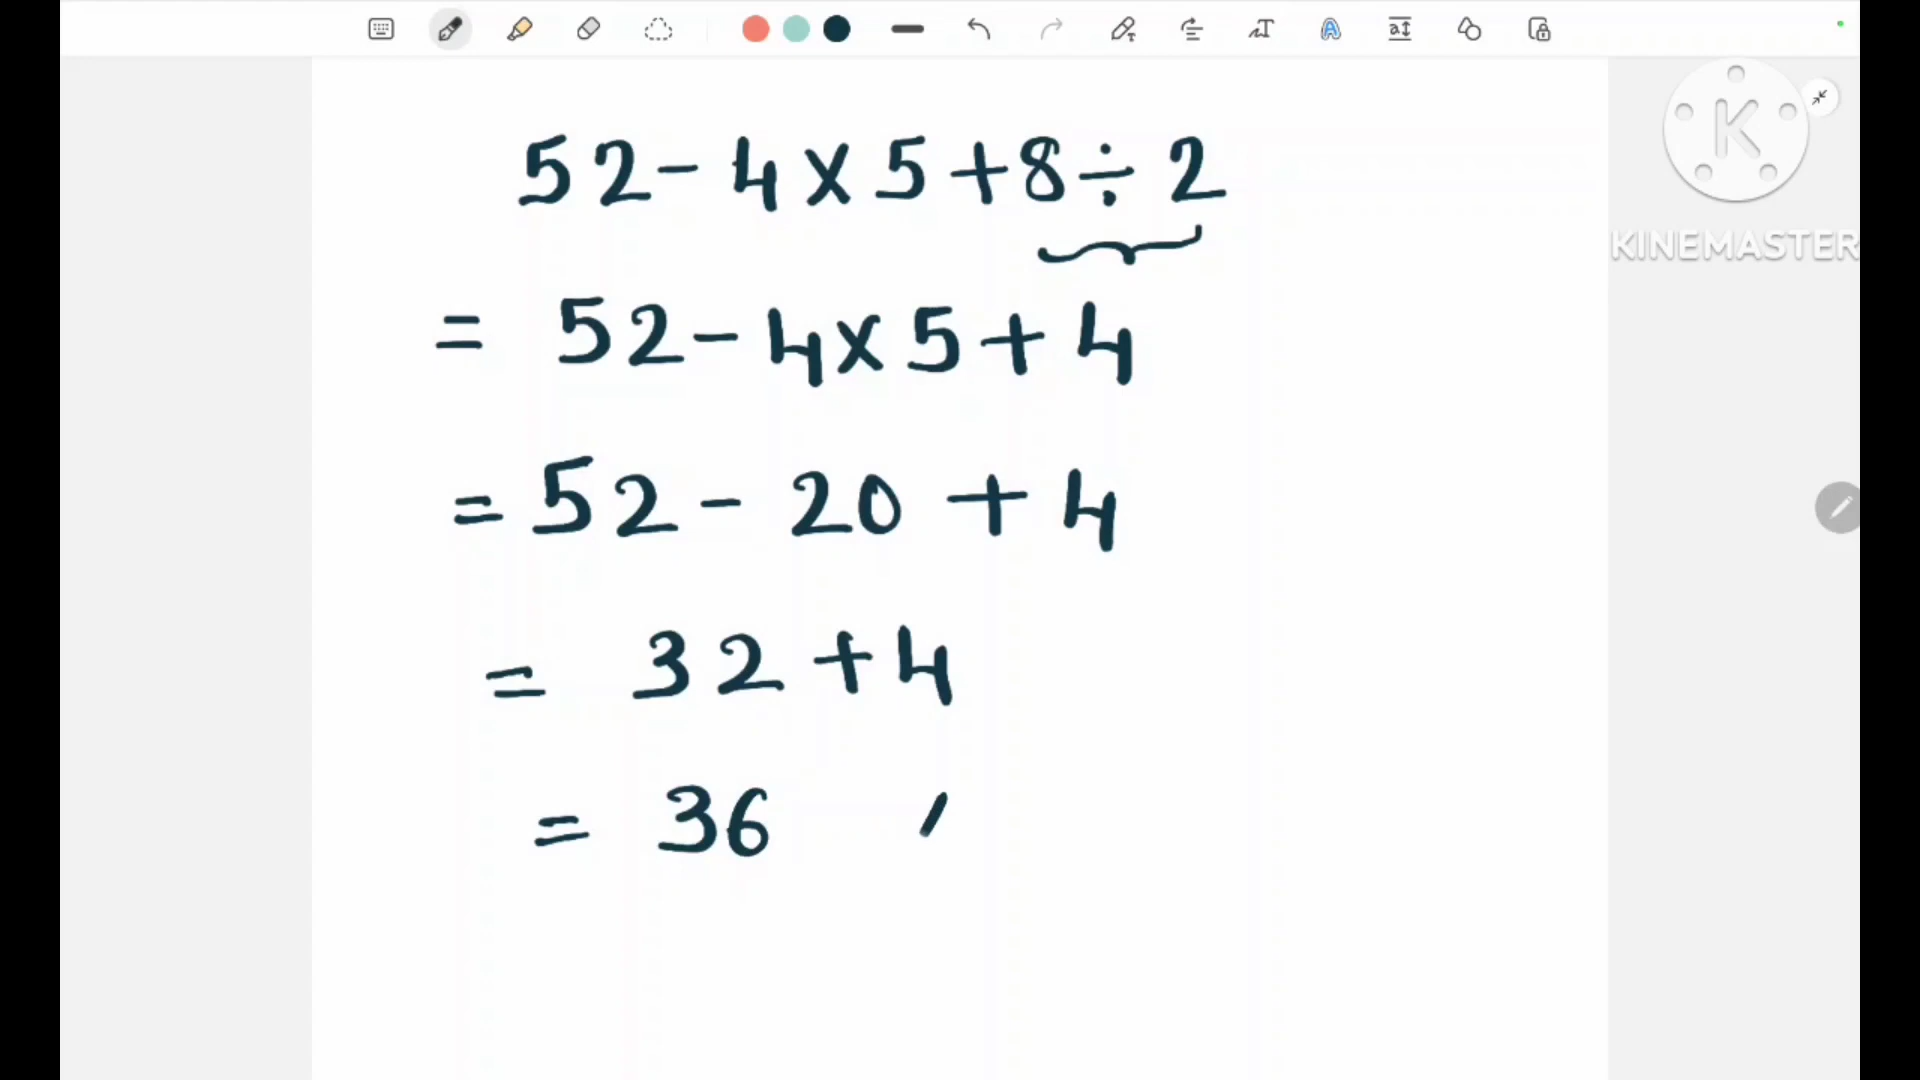 52 - 4 × 5 + 8 ÷ 2
= 52 - 4 × 5 + 4
= 52 - 20 + 4
= 32 + 4
= 36
K
KINEMASTER